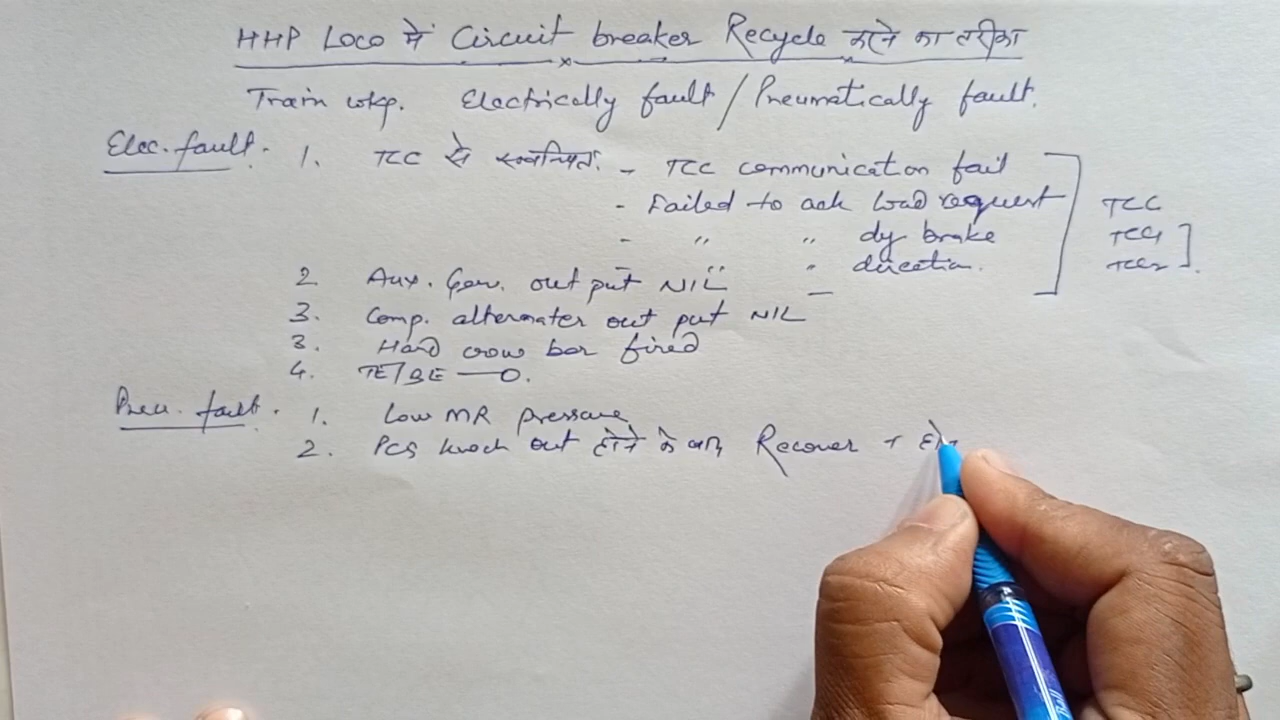 HHP Loco में Circuit breaker Recycle करने का तरीका
Train wkg. Electrically fault / Pneumatically fault.
Elec. fault. 1. TCC से सम्बन्धित. - TCC communication fail
- Failed to ack load request TCC
- " " dy brake TCC1
- " " direction. TCC2
2 Aux. Gen. out put NIL
3. Comp. alternater out put NIL
3. Hard crow bar fired
4. TE/BE — 0.
Pneu. fault. 1. Low MR pressure
2. PCS knock out होने के बाद Recover न